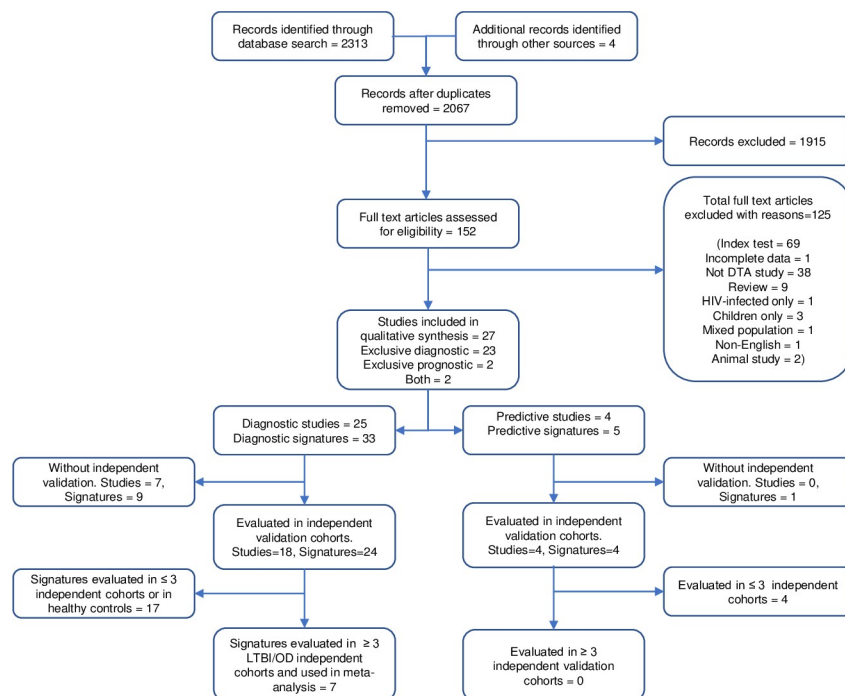 Records identified through
database search = 2313
Additional records identified
through other sources = 4
Records after duplicates
removed = 2067
Records excluded = 1915
Full text articles assessed
for eligibility = 152
Total full text articles
excluded with reasons=125
(Index test = 69
Incomplete data = 1
Not DTA study = 38
Review = 9
HIV-infected only = 1
Children only = 3
Mixed population = 1
Non-English = 1
Animal study = 2)
Studies included in
qualitative synthesis = 27
Exclusive diagnostic = 23
Exclusive prognostic = 2
Both = 2
Diagnostic studies = 25
Diagnostic signatures = 33
Predictive studies = 4
Predictive signatures = 5
Without independent
validation. Studies = 7,
Signatures = 9
Without independent
validation. Studies = 0,
Signatures = 1
Evaluated in independent
validation cohorts.
Studies=18, Signatures=24
Evaluated in independent
validation cohorts.
Studies=4, Signatures=4
Signatures evaluated in ≤ 3
independent cohorts or in
healthy controls = 17
Evaluated in ≤ 3 independent
cohorts = 4
Signatures evaluated in ≥ 3
LTBI/OD independent
cohorts and used in meta-
analysis = 7
Evaluated in ≥ 3
independent validation
cohorts = 0